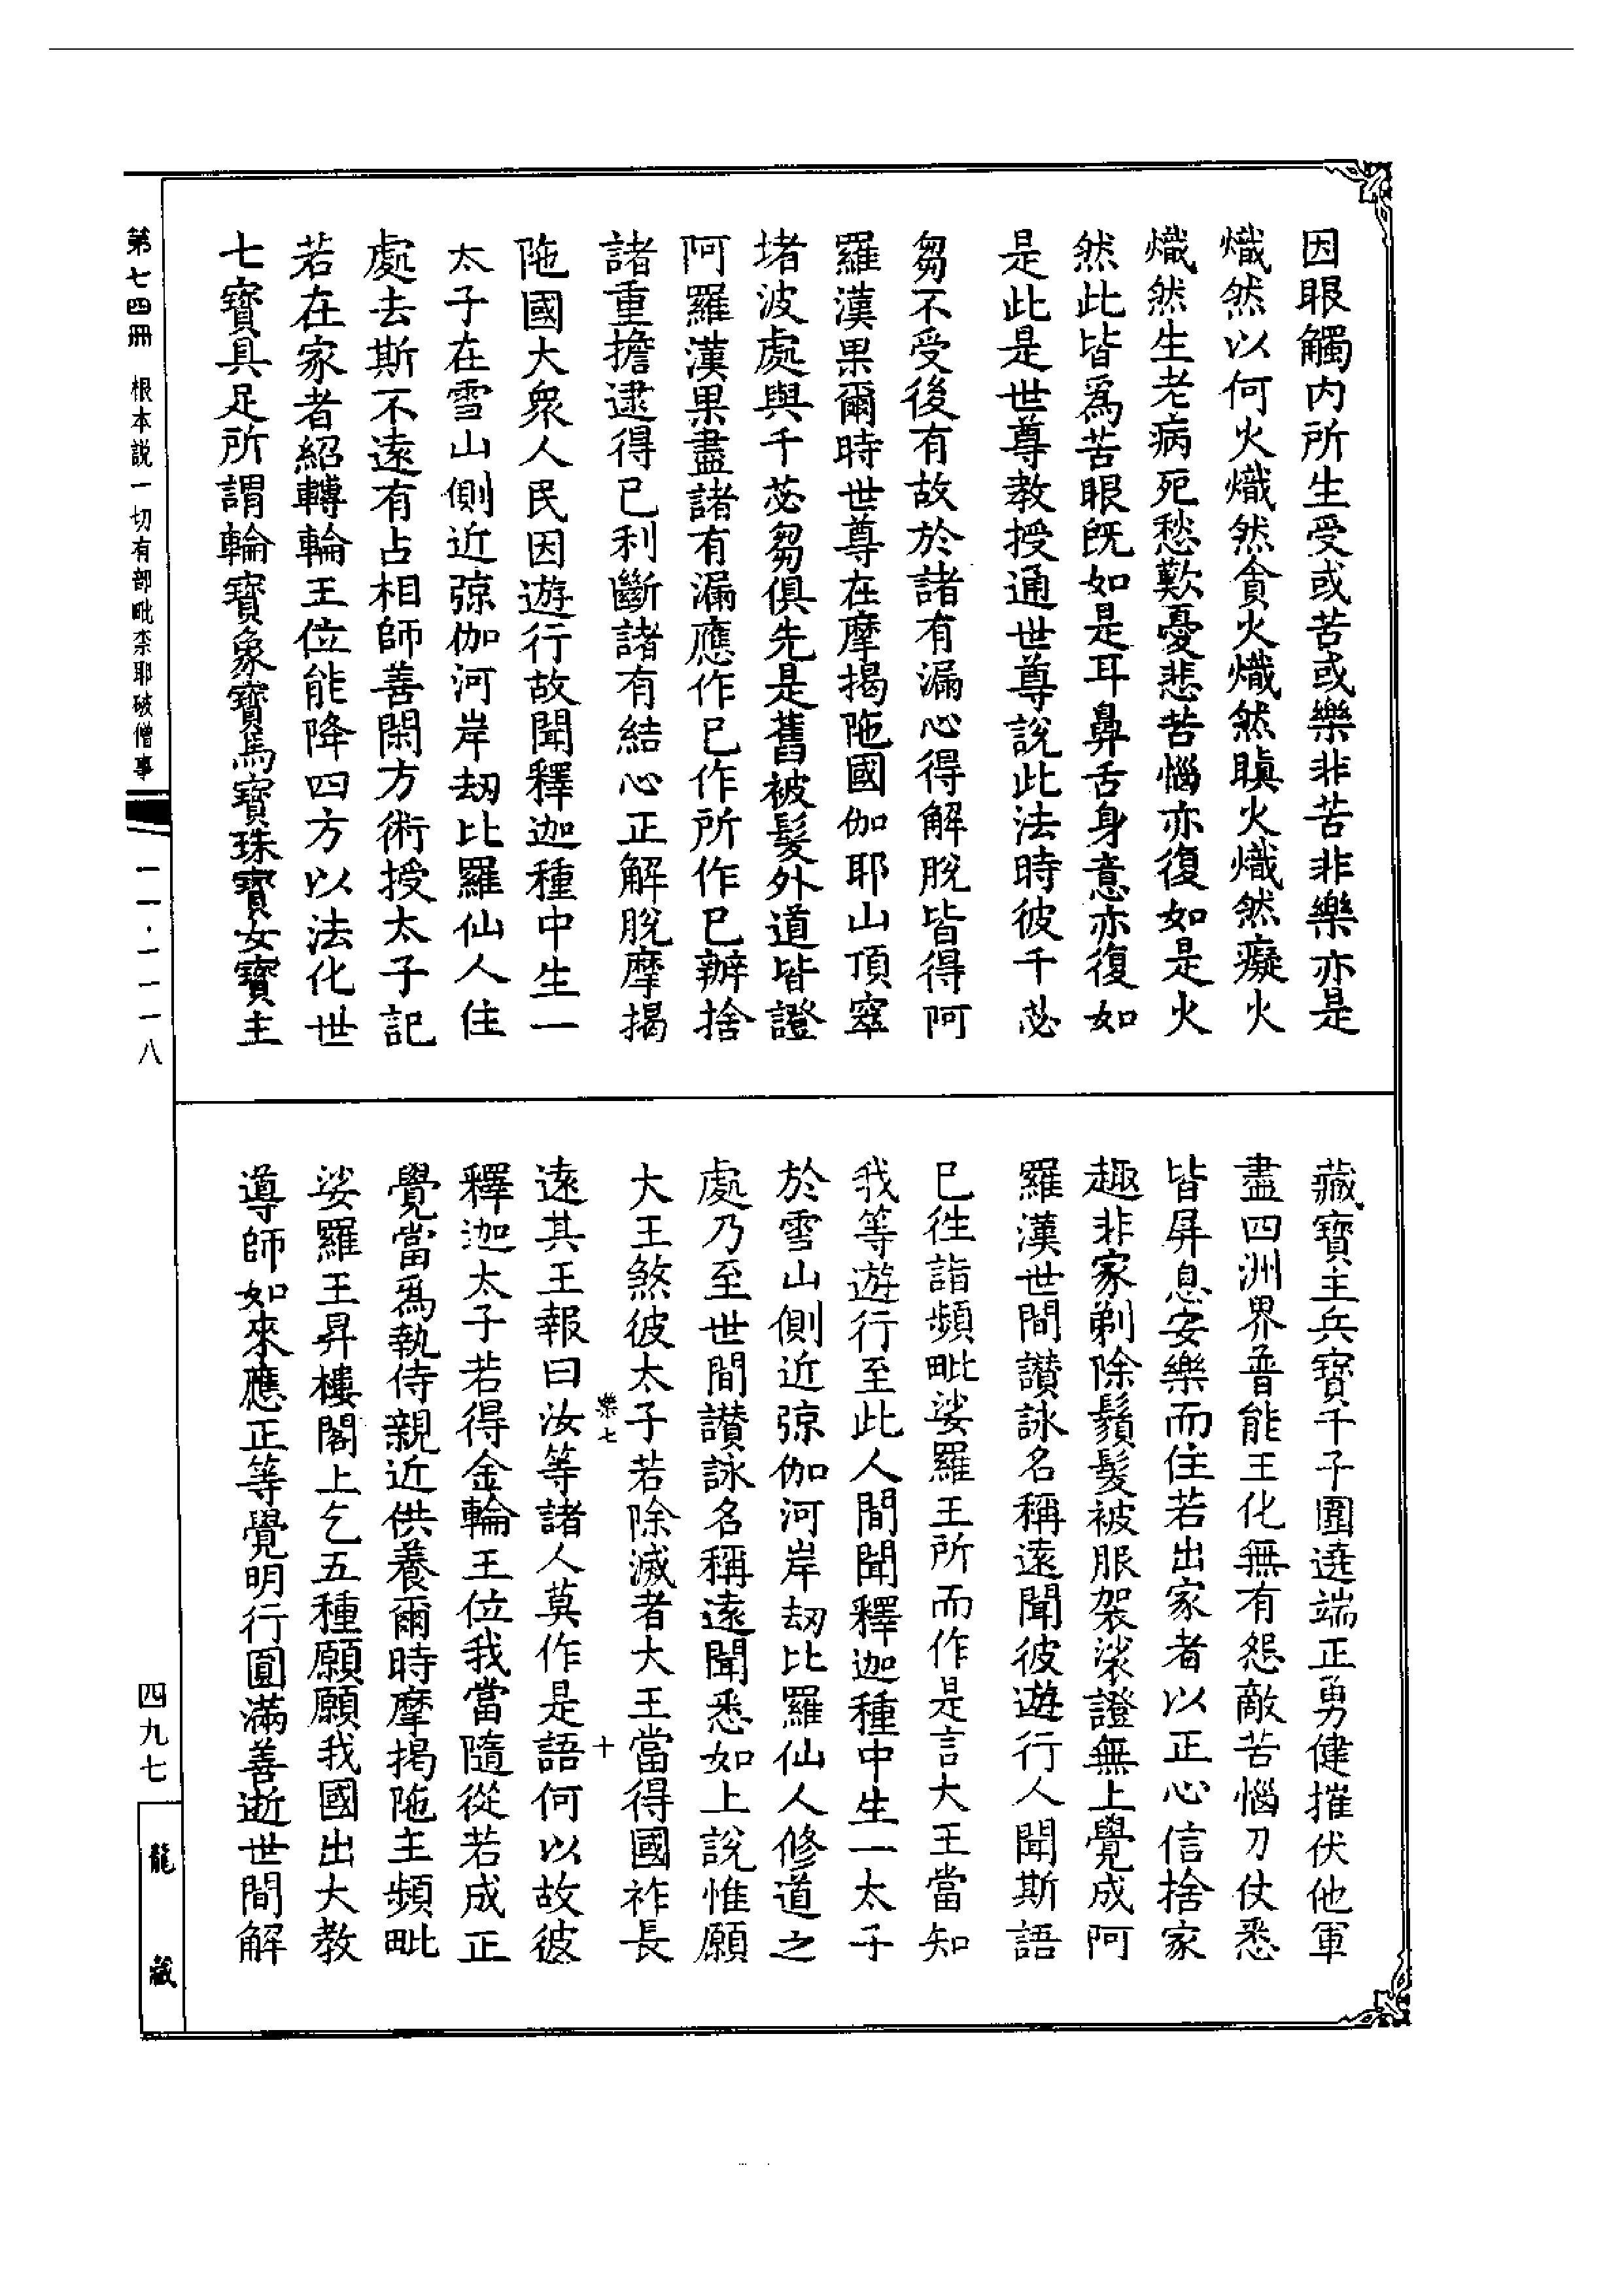 因眼觸内所生受或苦或樂非苦非樂亦是
熾然以何火熾然貪火熾然瞋火熾然癡火
熾然生老病死愁歎憂悲苦惱亦復如是火
然此皆爲苦眼旣如是耳鼻舌身意亦復如
是此是世尊教授通世尊說此法時彼千苾
芻不受後有故於諸有漏心得解脫皆得阿
羅漢果爾時世尊在摩揭陁國伽耶山頂窣
堵波處與千苾芻俱先是舊被髮外道皆證
阿羅漢果盡諸有漏應作已作所作已辦捨
諸重擔逮得已利斷諸有結心正解脫摩揭
陁國大衆人民因遊行故聞釋迦種中生一
太子在雪山側近弶伽河岸劫比羅仙人住
處去斯不遠有占相師善閑方術授太子記
若在家者紹轉輪王位能降四方以法化世
七寶具足所謂輪寶象寶馬寶珠寶女寶主
藏寶主兵寶千子圍遶端正勇健摧伏他軍
盡四洲界普能王化無有怨敵苦惱刀仗悉
皆屏息安樂而住若出家者以正心信捨家
趣非家剃除鬚髮被服袈裟證無上覺成阿
羅漢世間讃詠名稱遠聞彼遊行人聞斯語
已往詣頻毗娑羅王所而作是言大王當知
我等遊行至此人間聞釋迦種中生一太子
於雪山側近弶伽河岸劫比羅仙人修道之
處乃至世間讃詠名稱遠聞悉如上說惟願
大王煞彼太子若除滅者大王當得國祚長
樂七 十
遠其王報曰汝等諸人莫作是語何以故彼
釋迦太子若得金輪王位我當隨從若成正
覺當爲執侍親近供養爾時摩揭陁主頻毗
娑羅王昇樓閣上乞五種願願我國出大教
導師如來應正等覺明行圓滿善逝世間解
第七四冊 根本説一切有部毗柰耶破僧事
一一·一一一八
四九七
龍藏